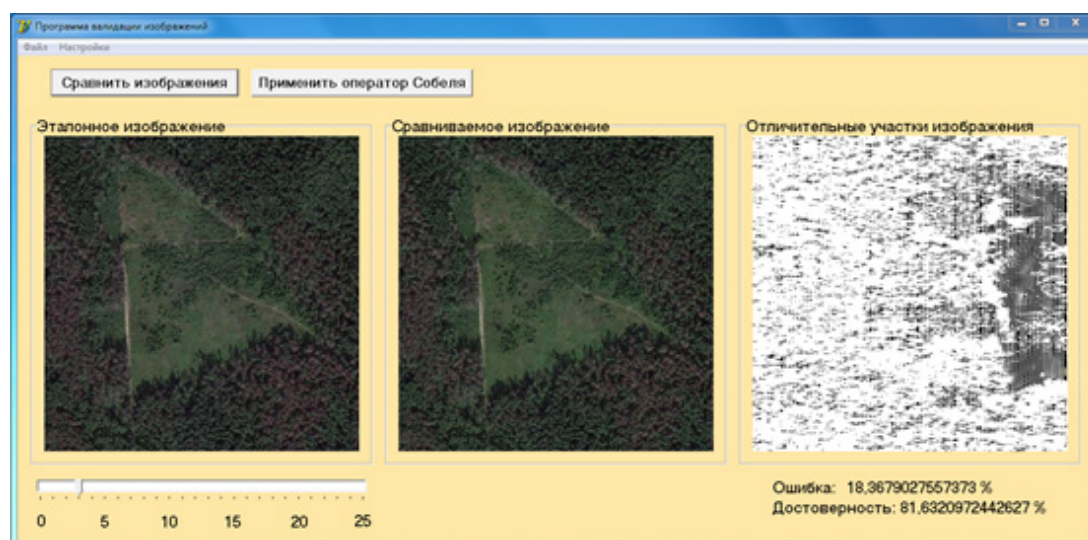 Программа валидации изображений
Файл Настройки
Сравнить изображения Применить оператор Собеля
Эталонное изображение Сравниваемое изображение Отличительные участки изображения
0 5 10 15 20 25
Ошибка: 18,3679027557373 %
Достоверность: 81,6320972442627 %